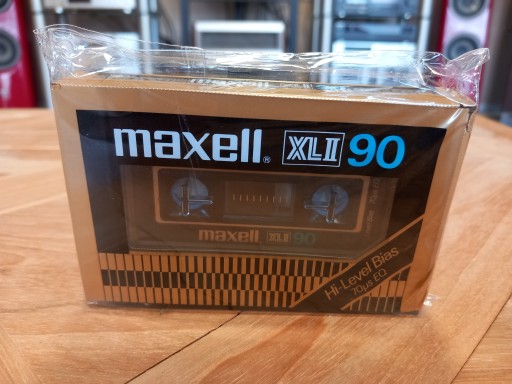 maxell® XLII 90
maxell XLII 90
Hi-Level Bias
70µs EQ